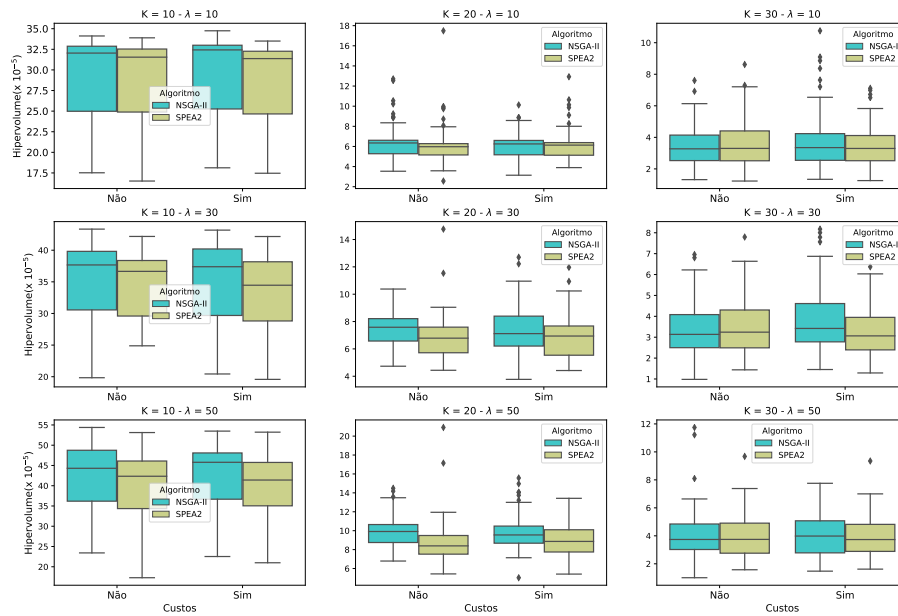 K = 10 - λ = 10
Hipervolume(x 10⁻⁵)
35.0
32.5
30.0
27.5
25.0
22.5
20.0
17.5
Algoritmo
NSGA-II
SPEA2
Não
Sim
K = 20 - λ = 10
18
16
14
12
10
8
6
4
2
Algoritmo
NSGA-II
SPEA2
Não
Sim
K = 30 - λ = 10
10
8
6
4
2
Algoritmo
NSGA-II
SPEA2
Não
Sim
K = 10 - λ = 30
Hipervolume(x 10⁻⁵)
40
35
30
25
20
Algoritmo
NSGA-II
SPEA2
Não
Sim
K = 20 - λ = 30
14
12
10
8
6
4
Algoritmo
NSGA-II
SPEA2
Não
Sim
K = 30 - λ = 30
8
7
6
5
4
3
2
1
Algoritmo
NSGA-II
SPEA2
Não
Sim
K = 10 - λ = 50
Hipervolume(x 10⁻⁵)
55
50
45
40
35
30
25
20
Algoritmo
NSGA-II
SPEA2
Não
Sim
Custos
K = 20 - λ = 50
20
18
16
14
12
10
8
6
Algoritmo
NSGA-II
SPEA2
Não
Sim
Custos
K = 30 - λ = 50
12
10
8
6
4
2
Algoritmo
NSGA-II
SPEA2
Não
Sim
Custos